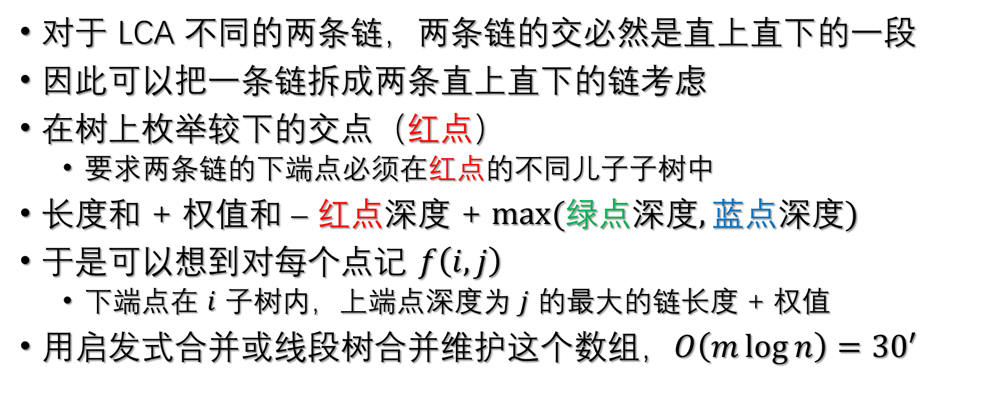 • 对于 LCA 不同的两条链，两条链的交必然是直上直下的一段
• 因此可以把一条链拆成两条直上直下的链考虑
• 在树上枚举较下的交点（红点）
• 要求两条链的下端点必须在红点的不同儿子子树中
• 长度和 + 权值和 – 红点深度 + max(绿点深度, 蓝点深度)
• 于是可以想到对每个点记 f(i, j)
• 下端点在 i 子树内，上端点深度为 j 的最大的链长度 + 权值
• 用启发式合并或线段树合并维护这个数组，O(m log n) = 30′